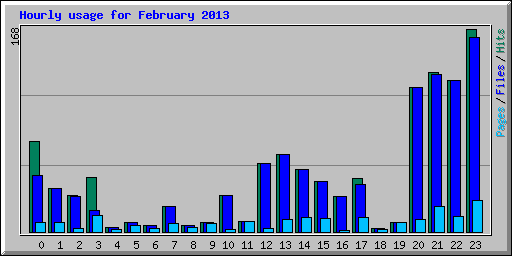 Hourly usage for February 2013
168
Pages / Files / Hits
0 1 2 3 4 5 6 7 8 9 10 11 12 13 14 15 16 17 18 19 20 21 22 23